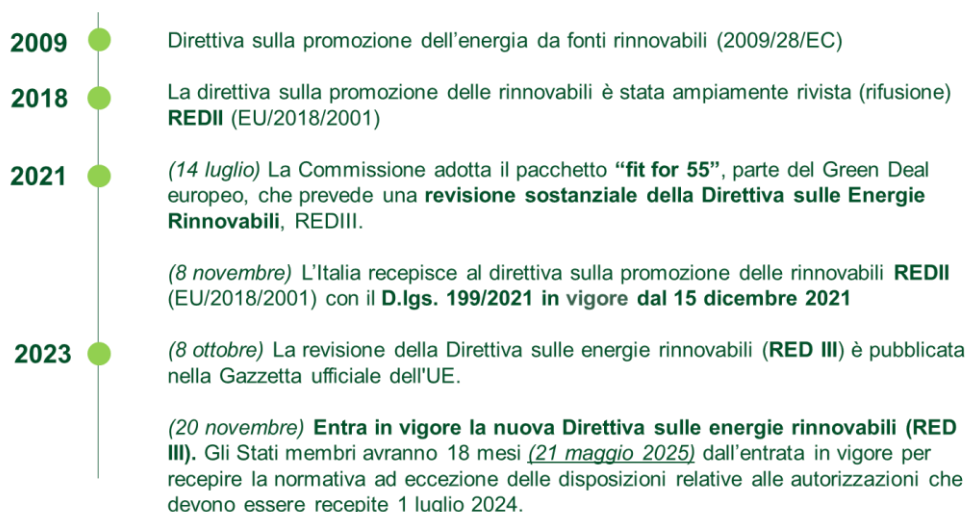 2009
Direttiva sulla promozione dell'energia da fonti rinnovabili (2009/28/EC)
2018
La direttiva sulla promozione delle rinnovabili è stata ampiamente rivista (rifusione)
REDII (EU/2018/2001)
2021
(14 luglio) La Commissione adotta il pacchetto “fit for 55”, parte del Green Deal
europeo, che prevede una revisione sostanziale della Direttiva sulle Energie
Rinnovabili, REDIII.
(8 novembre) L'Italia recepisce al direttiva sulla promozione delle rinnovabili REDII
(EU/2018/2001) con il D.lgs. 199/2021 in vigore dal 15 dicembre 2021
2023
(8 ottobre) La revisione della Direttiva sulle energie rinnovabili (RED III) è pubblicata
nella Gazzetta ufficiale dell'UE.
(20 novembre) Entra in vigore la nuova Direttiva sulle energie rinnovabili (RED
III). Gli Stati membri avranno 18 mesi (21 maggio 2025) dall'entrata in vigore per
recepire la normativa ad eccezione delle disposizioni relative alle autorizzazioni che
devono essere recepite 1 luglio 2024.